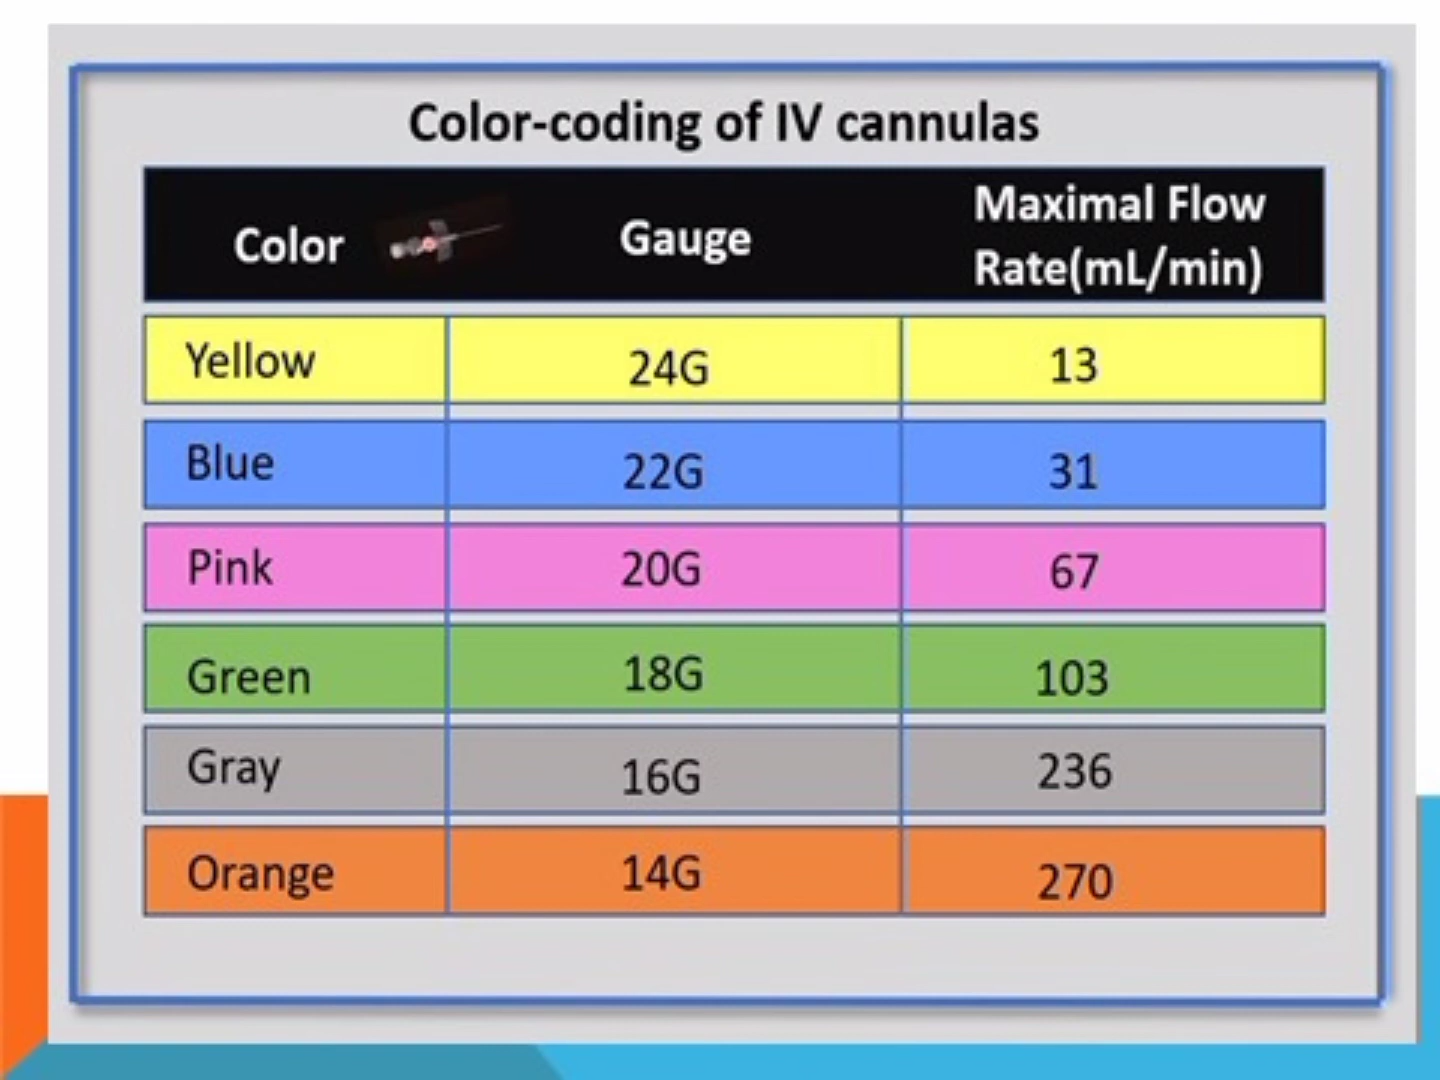 Color-coding of IV cannulas
Color Gauge Maximal Flow
Rate(mL/min)
Yellow 24G 13
Blue 22G 31
Pink 20G 67
Green 18G 103
Gray 16G 236
Orange 14G 270